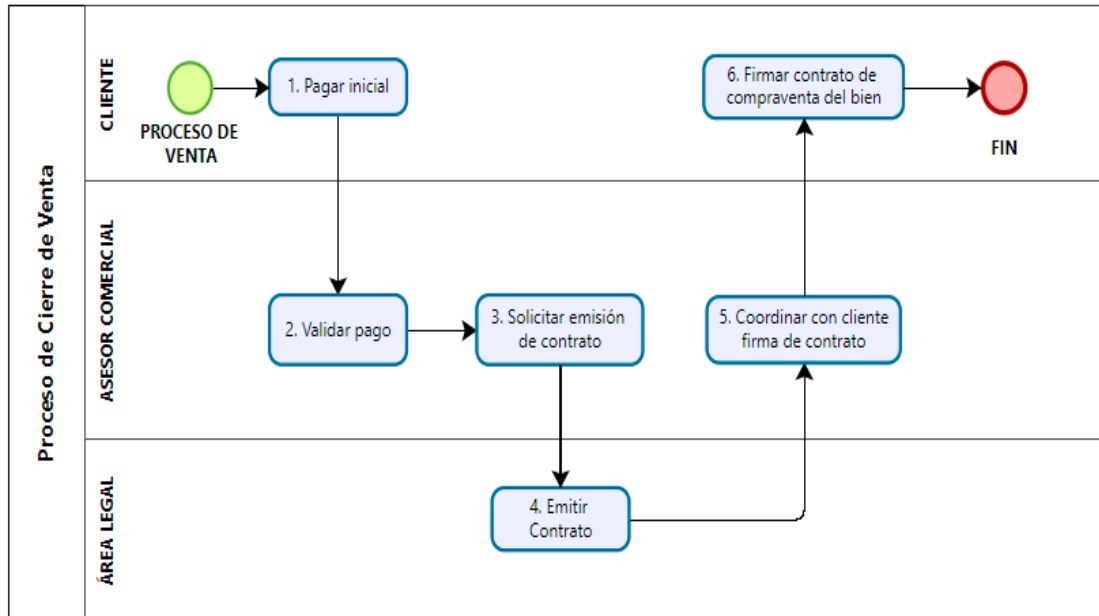 Proceso de Cierre de Venta
CLIENTE
PROCESO DE
VENTA
1. Pagar inicial
6. Firmar contrato de
compraventa del bien
FIN
ASESOR COMERCIAL
2. Validar pago
3. Solicitar emisión
de contrato
5. Coordinar con cliente
firma de contrato
ÁREA LEGAL
4. Emitir
Contrato